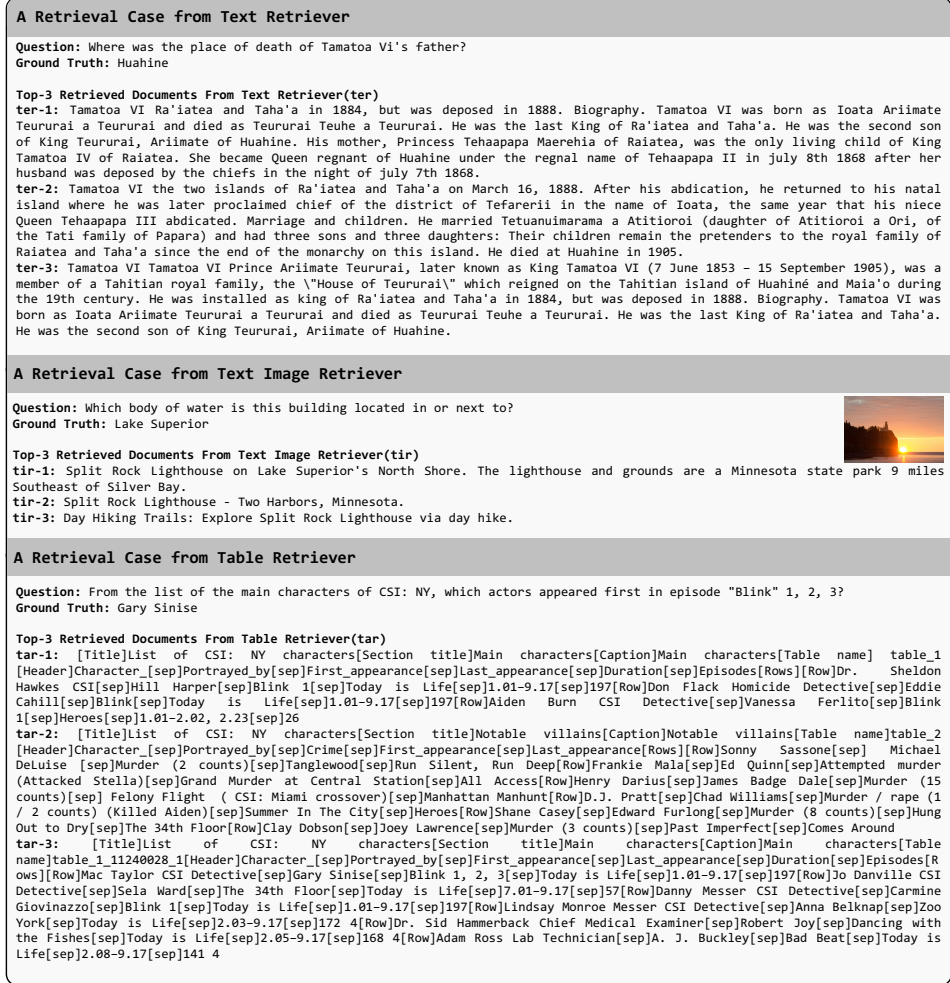 A Retrieval Case from Text Retriever
Question: Where was the place of death of Tamatoa Vi's father?
Ground Truth: Huahine
Top-3 Retrieved Documents From Text Retriever(ter)
ter-1: Tamatoa VI Ra'iatea and Taha'a in 1884, but was deposed in 1888. Biography. Tamatoa VI was born as Ioata Ariimate
Teururai a Teururai and died as Teururai Teuhe a Teururai. He was the last King of Ra'iatea and Taha'a. He was the second son
of King Teururai, Ariimate of Huahine. His mother, Princess Tehaapapa Maerehia of Raiatea, was the only living child of King
Tamatoa IV of Raiatea. She became Queen regnant of Huahine under the regnal name of Tehaapapa II in july 8th 1868 after her
husband was deposed by the chiefs in the night of july 7th 1868.
ter-2: Tamatoa VI the two islands of Ra'iatea and Taha'a on March 16, 1888. After his abdication, he returned to his natal
island where he was later proclaimed chief of the district of Tefarerii in the name of Ioata, the same year that his niece
Queen Tehaapapa III abdicated. Marriage and children. He married Tetuanuimarama a Atitioroi (daughter of Atitioroi a Ori, of
the Tati family of Papara) and had three sons and three daughters: Their children remain the pretenders to the royal family of
Raiatea and Taha'a since the end of the monarchy on this island. He died at Huahine in 1905.
ter-3: Tamatoa VI Tamatoa VI Prince Ariimate Teururai, later known as King Tamatoa VI (7 June 1853 – 15 September 1905), was a
member of a Tahitian royal family, the \"House of Teururai\" which reigned on the Tahitian island of Huahiné and Maia'o during
the 19th century. He was installed as king of Ra'iatea and Taha'a in 1884, but was deposed in 1888. Biography. Tamatoa VI was
born as Ioata Ariimate Teururai a Teururai and died as Teururai Teuhe a Teururai. He was the last King of Ra'iatea and Taha'a.
He was the second son of King Teururai, Ariimate of Huahine.
A Retrieval Case from Text Image Retriever
Question: Which body of water is this building located in or next to?
Ground Truth: Lake Superior
Top-3 Retrieved Documents From Text Image Retriever(tir)
tir-1: Split Rock Lighthouse on Lake Superior's North Shore. The lighthouse and grounds are a Minnesota state park 9 miles
Southeast of Silver Bay.
tir-2: Split Rock Lighthouse - Two Harbors, Minnesota.
tir-3: Day Hiking Trails: Explore Split Rock Lighthouse via day hike.
A Retrieval Case from Table Retriever
Question: From the list of the main characters of CSI: NY, which actors appeared first in episode "Blink" 1, 2, 3?
Ground Truth: Gary Sinise
Top-3 Retrieved Documents From Table Retriever(tar)
tar-1: [Title]List of CSI: NY characters[Section title]Main characters[Caption]Main characters[Table name] table_1
[Header]Character_[sep]Portrayed_by[sep]First_appearance[sep]Last_appearance[sep]Duration[sep]Episodes[Rows][Row]Dr. Sheldon
Hawkes CSI[sep]Hill Harper[sep]Blink 1[sep]Today is Life[sep]1.01–9.17[sep]197[Row]Don Flack Homicide Detective[sep]Eddie
Cahill[sep]Blink[sep]Today is Life[sep]1.01–9.17[sep]197[Row]Aiden Burn CSI Detective[sep]Vanessa Ferlito[sep]Blink
1[sep]Heroes[sep]1.01–2.02, 2.23[sep]26
tar-2: [Title]List of CSI: NY characters[Section title]Notable villains[Caption]Notable villains[Table name]table_2
[Header]Character_[sep]Portrayed_by[sep]Crime[sep]First_appearance[sep]Last_appearance[Rows][Row]Sonny Sassone[sep] Michael
DeLuise [sep]Murder (2 counts)[sep]Tanglewood[sep]Run Silent, Run Deep[Row]Frankie Mala[sep]Ed Quinn[sep]Attempted murder
(Attacked Stella)[sep]Grand Murder at Central Station[sep]All Access[Row]Henry Darius[sep]James Badge Dale[sep]Murder (15
counts)[sep] Felony Flight ( CSI: Miami crossover)[sep]Manhattan Manhunt[Row]D.J. Pratt[sep]Chad Williams[sep]Murder / rape (1
/ 2 counts) (Killed Aiden)[sep]Summer In The City[sep]Heroes[Row]Shane Casey[sep]Edward Furlong[sep]Murder (8 counts)[sep]Hung
Out to Dry[sep]The 34th Floor[Row]Clay Dobson[sep]Joey Lawrence[sep]Murder (3 counts)[sep]Past Imperfect[sep]Comes Around
tar-3: [Title]List of CSI: NY characters[Section title]Main characters[Caption]Main characters[Table
name]table_1_11240028_1[Header]Character_[sep]Portrayed_by[sep]First_appearance[sep]Last_appearance[sep]Duration[sep]Episodes[R
ows][Row]Mac Taylor CSI Detective[sep]Gary Sinise[sep]Blink 1, 2, 3[sep]Today is Life[sep]1.01–9.17[sep]197[Row]Jo Danville CSI
Detective[sep]Sela Ward[sep]The 34th Floor[sep]Today is Life[sep]7.01–9.17[sep]57[Row]Danny Messer CSI Detective[sep]Carmine
Giovinazzo[sep]Blink 1[sep]Today is Life[sep]1.01–9.17[sep]197[Row]Lindsay Monroe Messer CSI Detective[sep]Anna Belknap[sep]Zoo
York[sep]Today is Life[sep]2.03–9.17[sep]172 4[Row]Dr. Sid Hammerback Chief Medical Examiner[sep]Robert Joy[sep]Dancing with
the Fishes[sep]Today is Life[sep]2.05–9.17[sep]168 4[Row]Adam Ross Lab Technician[sep]A. J. Buckley[sep]Bad Beat[sep]Today is
Life[sep]2.08–9.17[sep]141 4